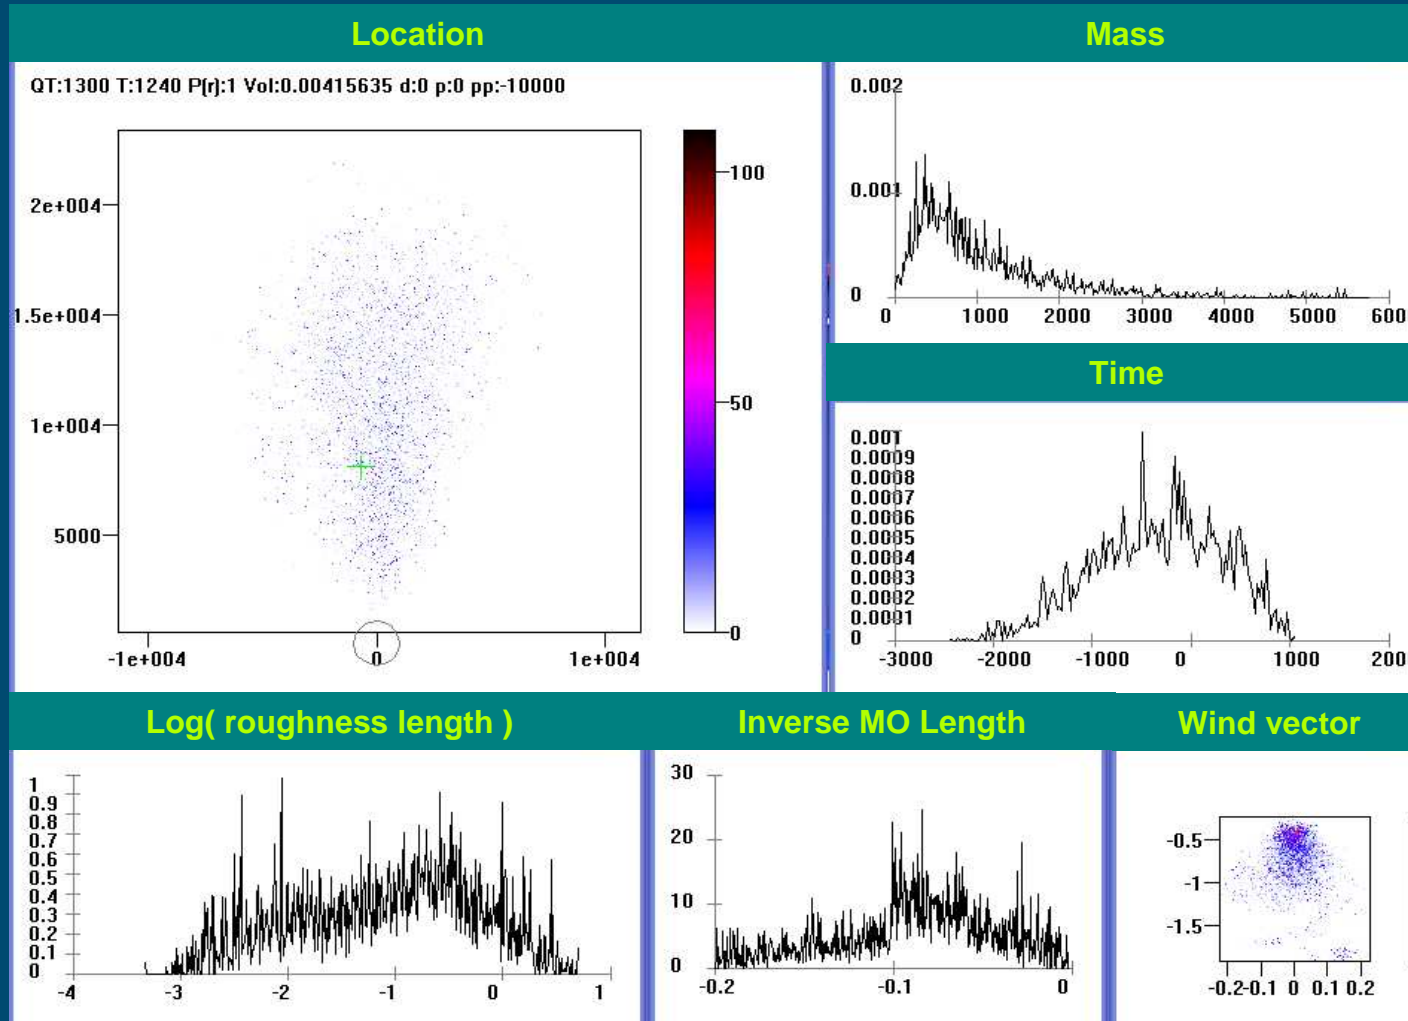 Location
QT:1300 T:1240 P(r):1 Vol:0.00415635 d:0 p:0 pp:-10000
2e+004
1.5e+004
1e+004
5000
-1e+004 0 1e+004
100
50
0
Mass
0.002
0.001
0
0 1000 2000 3000 4000 5000 600
Time
0.001
0.0009
0.0008
0.0007
0.0006
0.0005
0.0004
0.0003
0.0002
0.0001
0
-3000 -2000 -1000 0 1000 200
Log( roughness length )
1
0.9
0.8
0.7
0.6
0.5
0.4
0.3
0.2
0.1
0
-4 -3 -2 -1 0 1
Inverse MO Length
30
20
10
0
-0.2 -0.1 0
Wind vector
-0.5
-1
-1.5
-0.2 -0.1 0 0.1 0.2